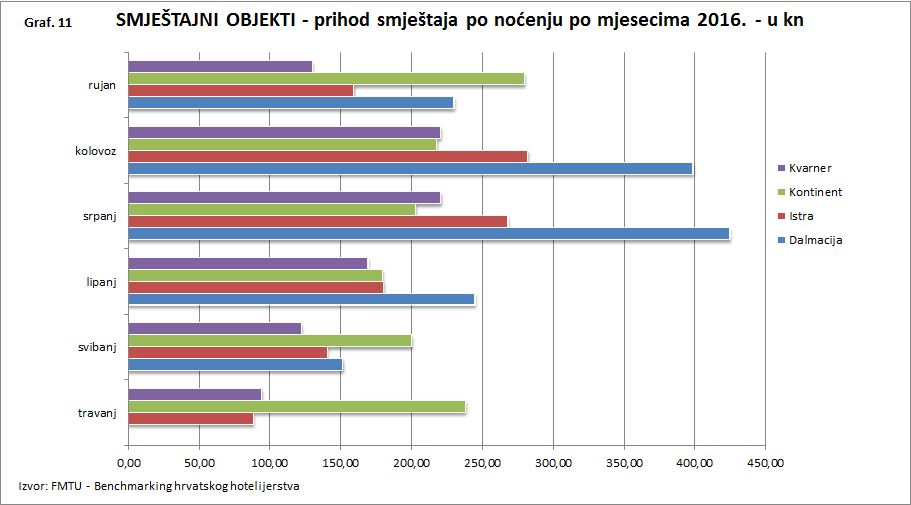 Graf. 11
SMJEŠTAJNI OBJEKTI - prihod smještaja po noćenju po mjesecima 2016. - u kn
rujan
kolovoz
srpanj
lipanj
svibanj
travanj
0,00 50,00 100,00 150,00 200,00 250,00 300,00 350,00 400,00 450,00
Kvarner
Kontinent
Istra
Dalmacija
Izvor: FMTU - Benchmarking hrvatskog hotelijerstva